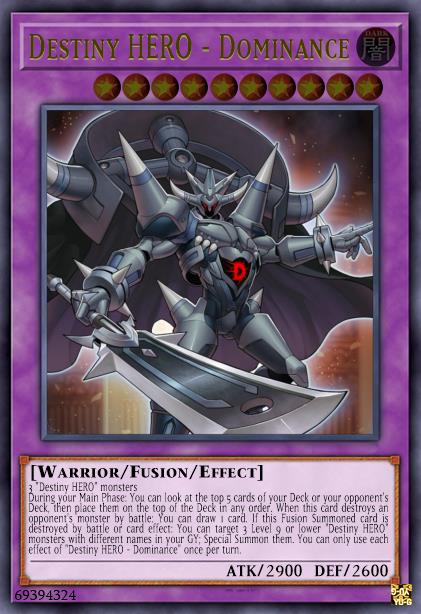 Destiny HERO - Dominance
DARK
闇
D
[Warrior/Fusion/Effect]
3 "Destiny HERO" monsters
During your Main Phase: You can look at the top 5 cards of your Deck or your opponent's
Deck, then place them on the top of the Deck in any order. When this card destroys an
opponent's monster by battle: You can draw 1 card. If this Fusion Summoned card is
destroyed by battle or card effect: You can target 3 Level 9 or lower "Destiny HERO"
monsters with different names in your GY; Special Summon them. You can only use each
effect of "Destiny HERO - Dominance" once per turn.
ATK/2900 DEF/2600
69394324